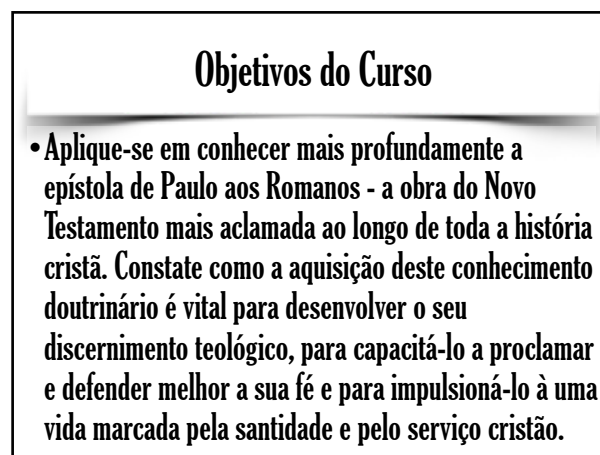 Objetivos do Curso
•Aplique-se em conhecer mais profundamente a
epístola de Paulo aos Romanos - a obra do Novo
Testamento mais aclamada ao longo de toda a história
cristã. Constate como a aquisição deste conhecimento
doutrinário é vital para desenvolver o seu
discernimento teológico, para capacitá-lo a proclamar
e defender melhor a sua fé e para impulsioná-lo à uma
vida marcada pela santidade e pelo serviço cristão.